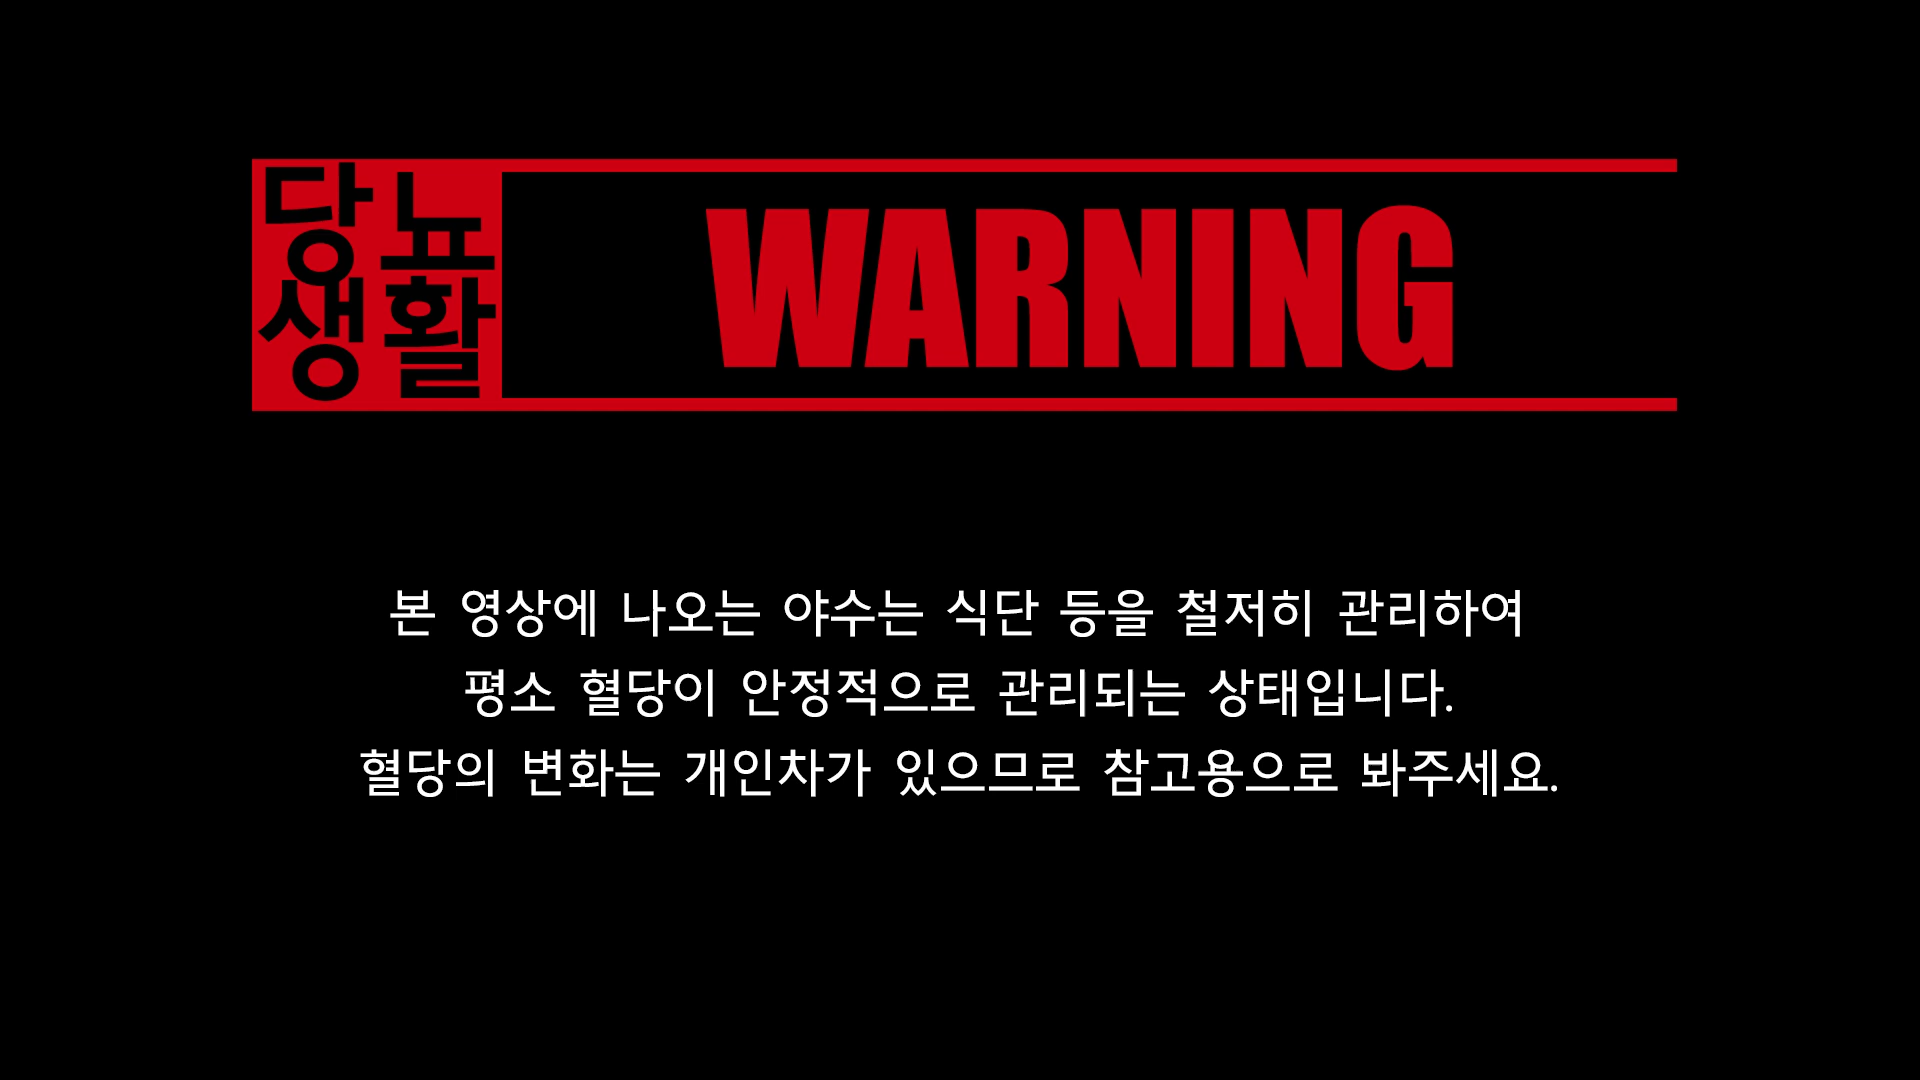 당뇨
생활
WARNING
본 영상에 나오는 야수는 식단 등을 철저히 관리하여
평소 혈당이 안정적으로 관리되는 상태입니다.
혈당의 변화는 개인차가 있으므로 참고용으로 봐주세요.